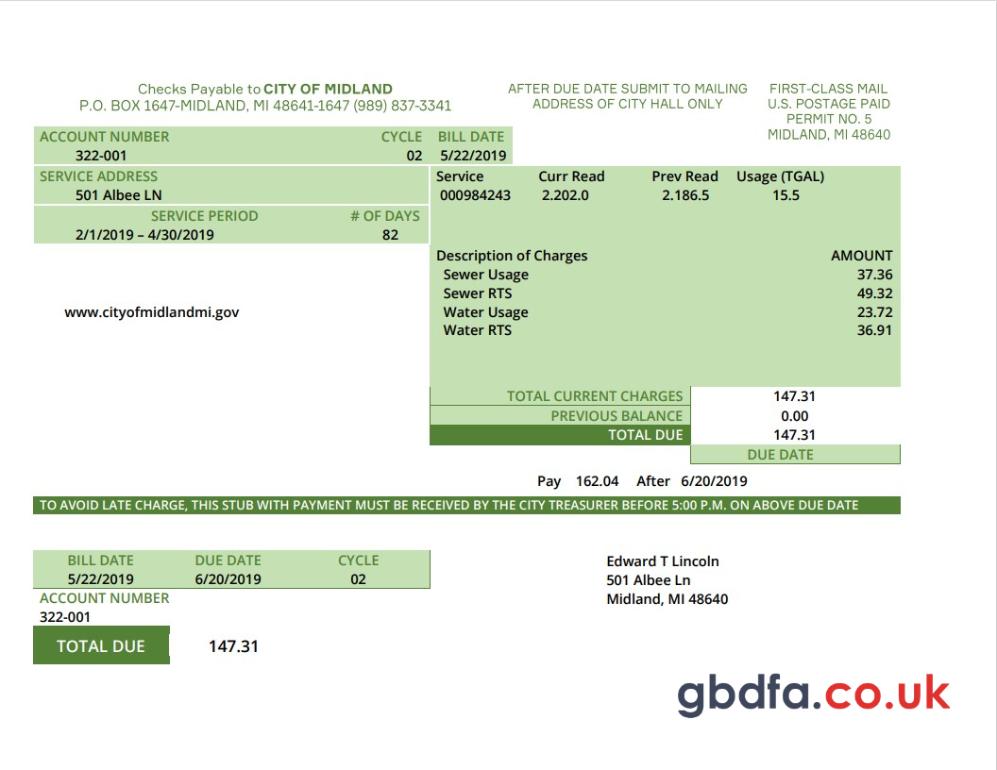 Checks Payable to CITY OF MIDLAND
P.O. BOX 1647-MIDLAND, MI 48641-1647 (989) 837-3341
AFTER DUE DATE SUBMIT TO MAILING
ADDRESS OF CITY HALL ONLY
FIRST-CLASS MAIL
U.S. POSTAGE PAID
PERMIT NO. 5
MIDLAND, MI 48640
ACCOUNT NUMBER CYCLE BILL DATE
322-001 02 5/22/2019
SERVICE ADDRESS
501 Albee LN
SERVICE PERIOD # OF DAYS
2/1/2019 – 4/30/2019 82
Service Curr Read Prev Read Usage (TGAL)
000984243 2.202.0 2.186.5 15.5
www.cityofmidlandmi.gov
Description of Charges AMOUNT
Sewer Usage 37.36
Sewer RTS 49.32
Water Usage 23.72
Water RTS 36.91
TOTAL CURRENT CHARGES 147.31
PREVIOUS BALANCE 0.00
TOTAL DUE 147.31
DUE DATE
Pay 162.04 After 6/20/2019
TO AVOID LATE CHARGE, THIS STUB WITH PAYMENT MUST BE RECEIVED BY THE CITY TREASURER BEFORE 5:00 P.M. ON ABOVE DUE DATE
BILL DATE DUE DATE CYCLE
5/22/2019 6/20/2019 02
ACCOUNT NUMBER
322-001
TOTAL DUE 147.31
Edward T Lincoln
501 Albee Ln
Midland, MI 48640
gbdfa.co.uk